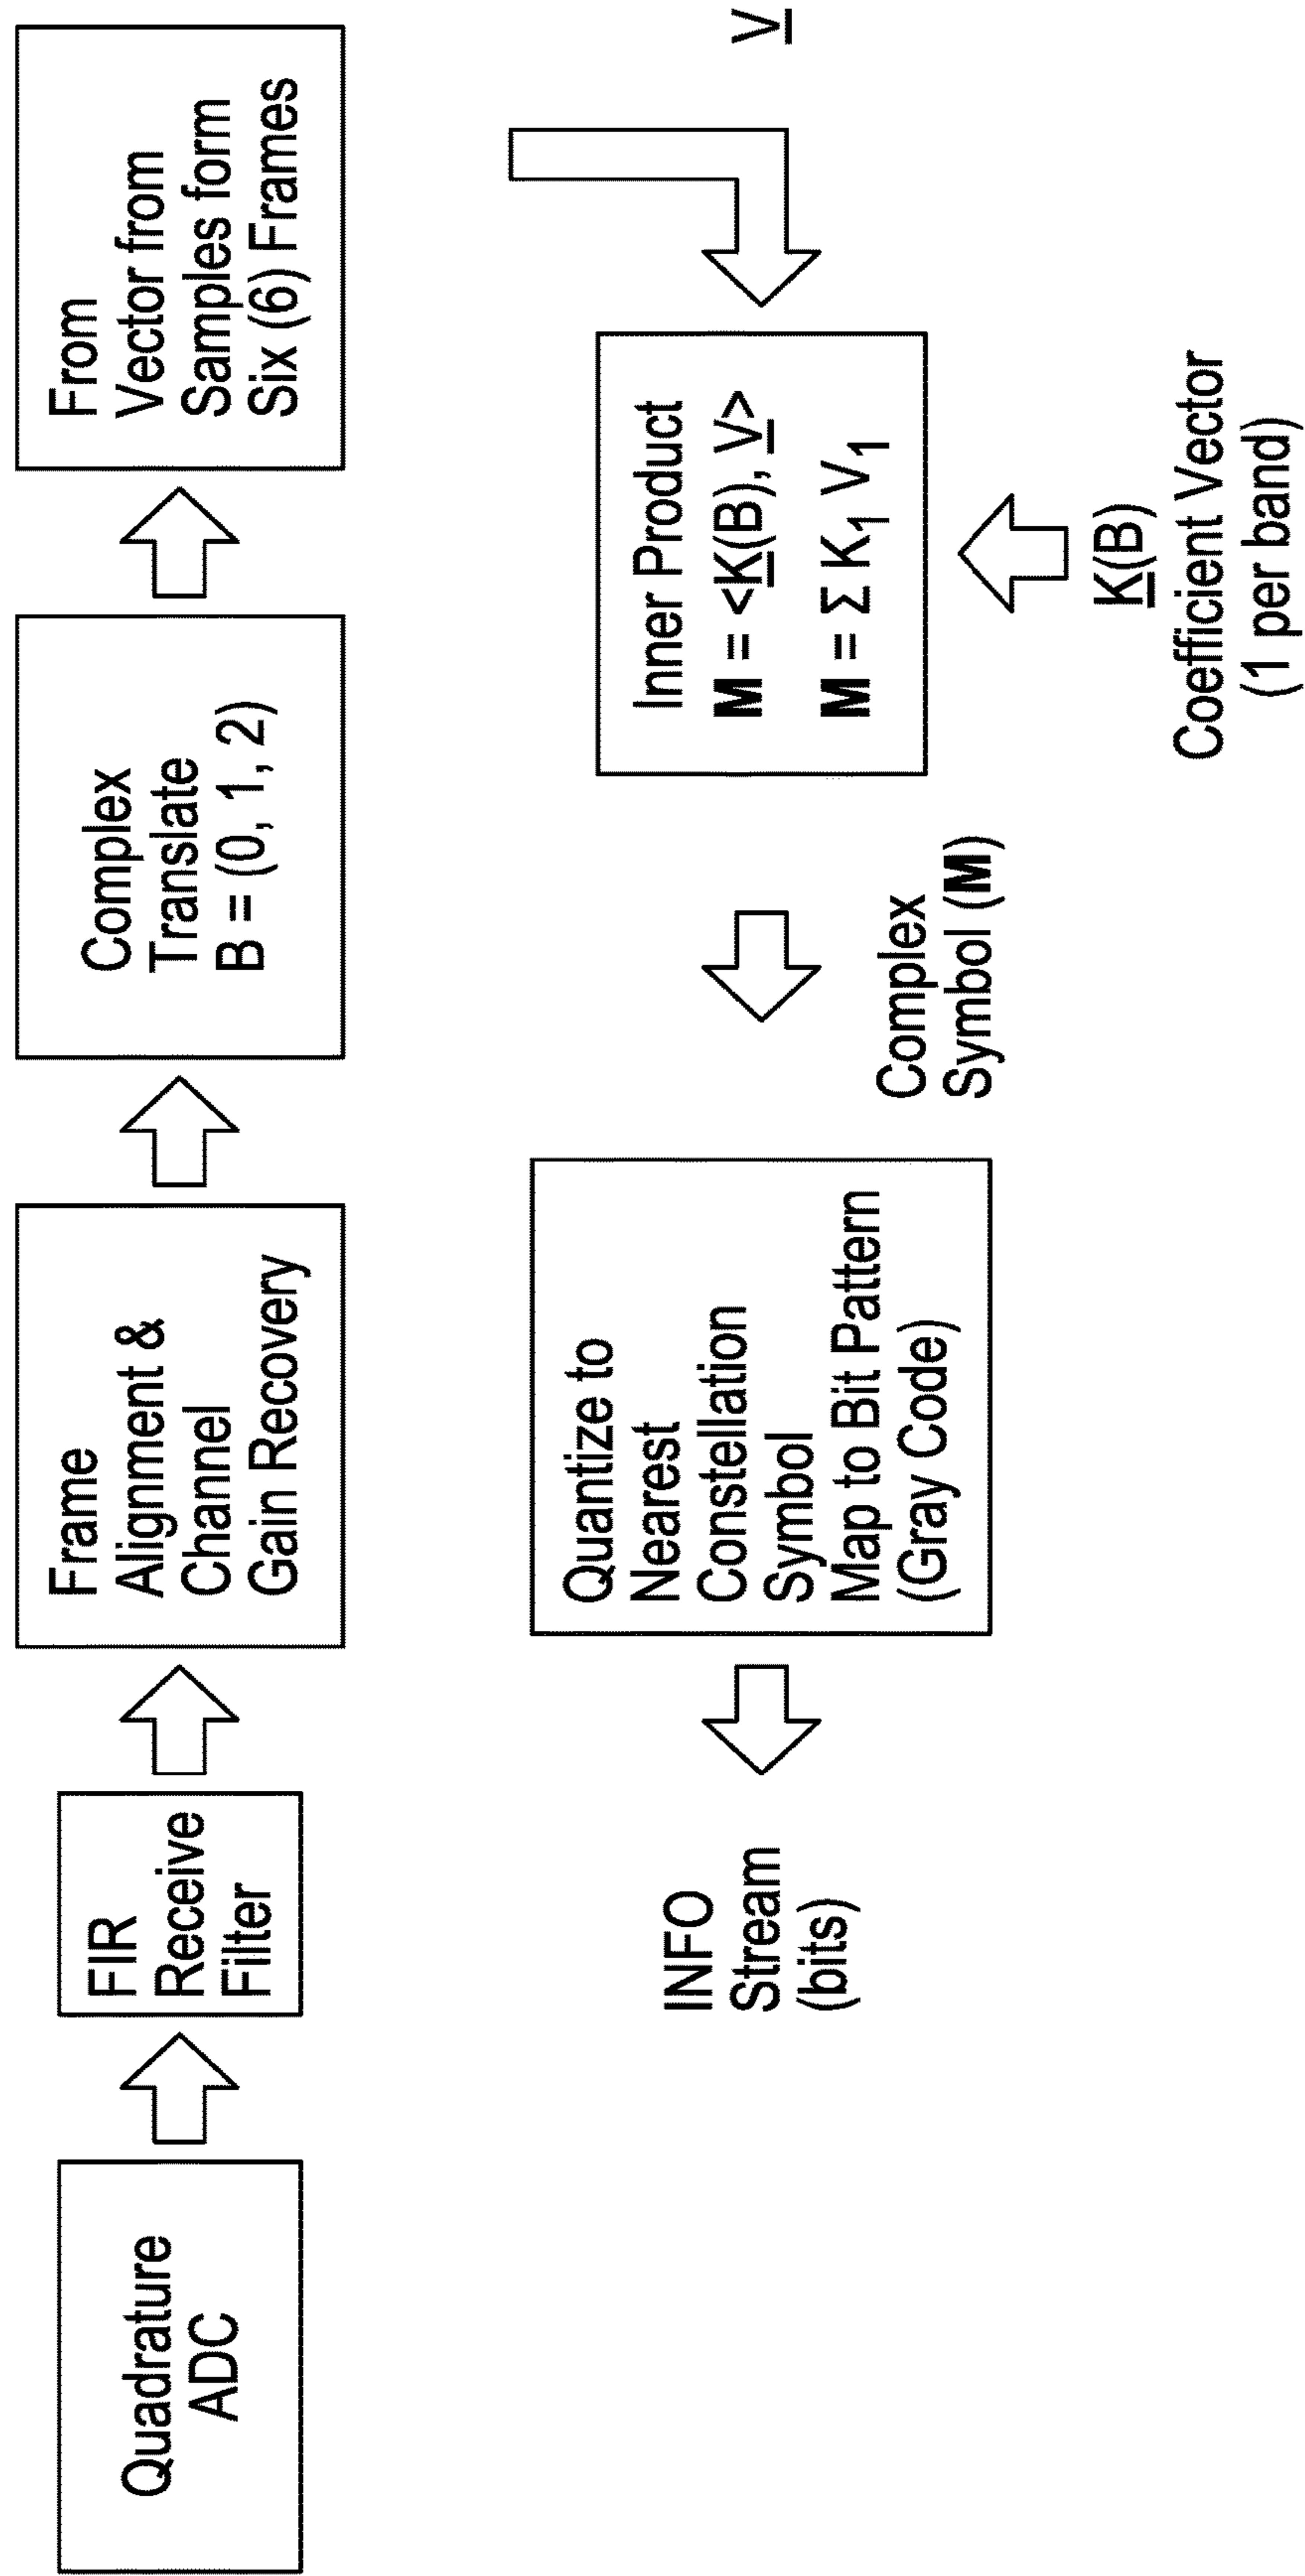 Quadrature
ADC
FIR
Receive
Filter
Frame
Alignment &
Channel
Gain Recovery
Complex
Translate
B = (0, 1, 2)
From
Vector from
Samples form
Six (6) Frames
V
Inner Product
M = <K(B), V>
M = Σ K₁ V₁
K(B)
Coefficient Vector
(1 per band)
Complex
Symbol (M)
Quantize to
Nearest
Constellation
Symbol
Map to Bit Pattern
(Gray Code)
INFO
Stream
(bits)